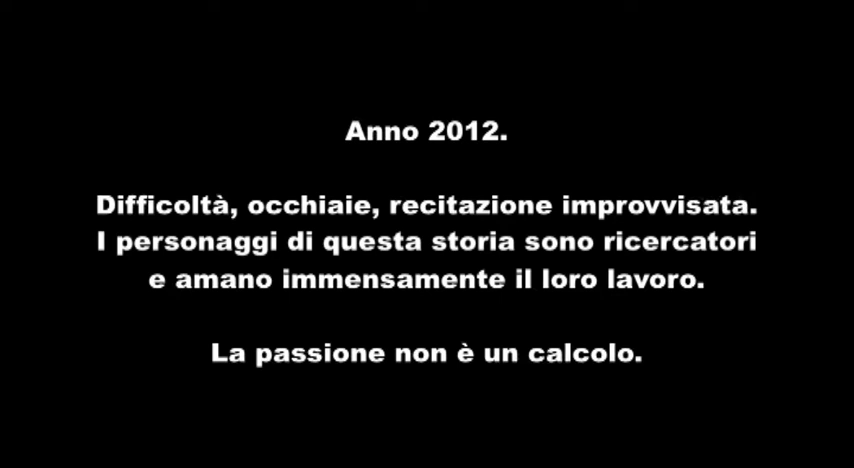 Anno 2012.
Difficoltà, occhiaie, recitazione improvvisata.
I personaggi di questa storia sono ricercatori
e amano immensamente il loro lavoro.
La passione non è un calcolo.